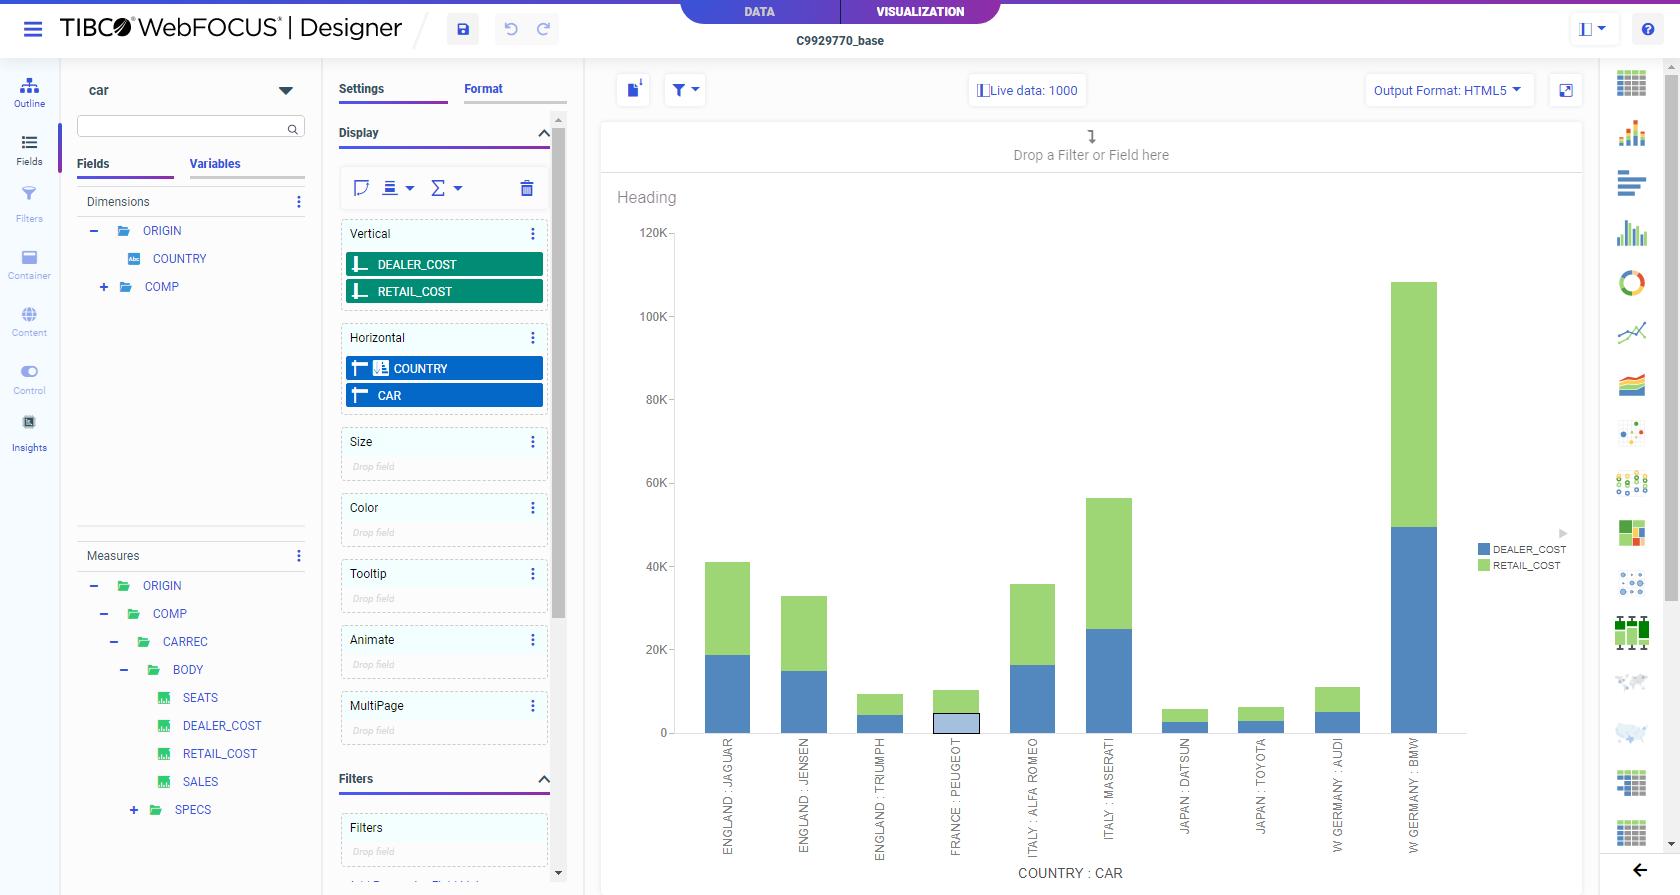 DATA
VISUALIZATION
TIBCO WebFOCUS® | Designer
C9929770_base
Outline
Fields
Filters
Container
Content
Control
Insights
car
Fields
Variables
Dimensions
ORIGIN
COUNTRY
COMP
Measures
ORIGIN
COMP
CARREC
BODY
SEATS
DEALER_COST
RETAIL_COST
SALES
SPECS
Settings
Format
Display
Vertical
DEALER_COST
RETAIL_COST
Horizontal
COUNTRY
CAR
Size
Drop field
Color
Drop field
Tooltip
Drop field
Animate
Drop field
MultiPage
Drop field
Filters
Filters
Drop field
Live data: 1000
Output Format: HTML5
Drop a Filter or Field here
Heading
120K
100K
80K
60K
40K
20K
0
ENGLAND : JAGUAR
ENGLAND : JENSEN
ENGLAND : TRIUMPH
FRANCE : PEUGEOT
ITALY : ALFA ROMEO
ITALY : MASERATI
JAPAN : DATSUN
JAPAN : TOYOTA
W GERMANY : AUDI
W GERMANY : BMW
COUNTRY : CAR
DEALER_COST
RETAIL_COST